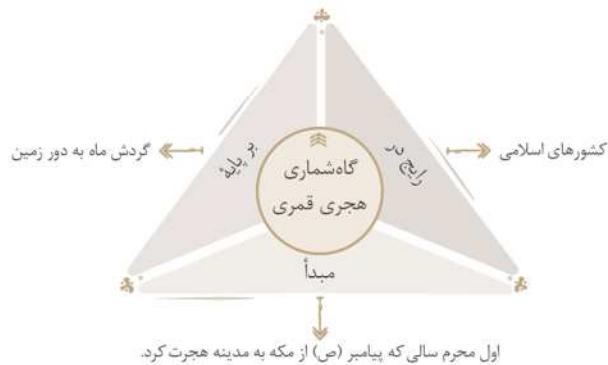 کشورهای اسلامی
رایج در
گاه‌شماری
هجری قمری
بر پایهٔ
گردش ماه به دور زمین
مبدأ
اول محرم سالی که پیامبر (ص) از مکه به مدینه هجرت کرد.